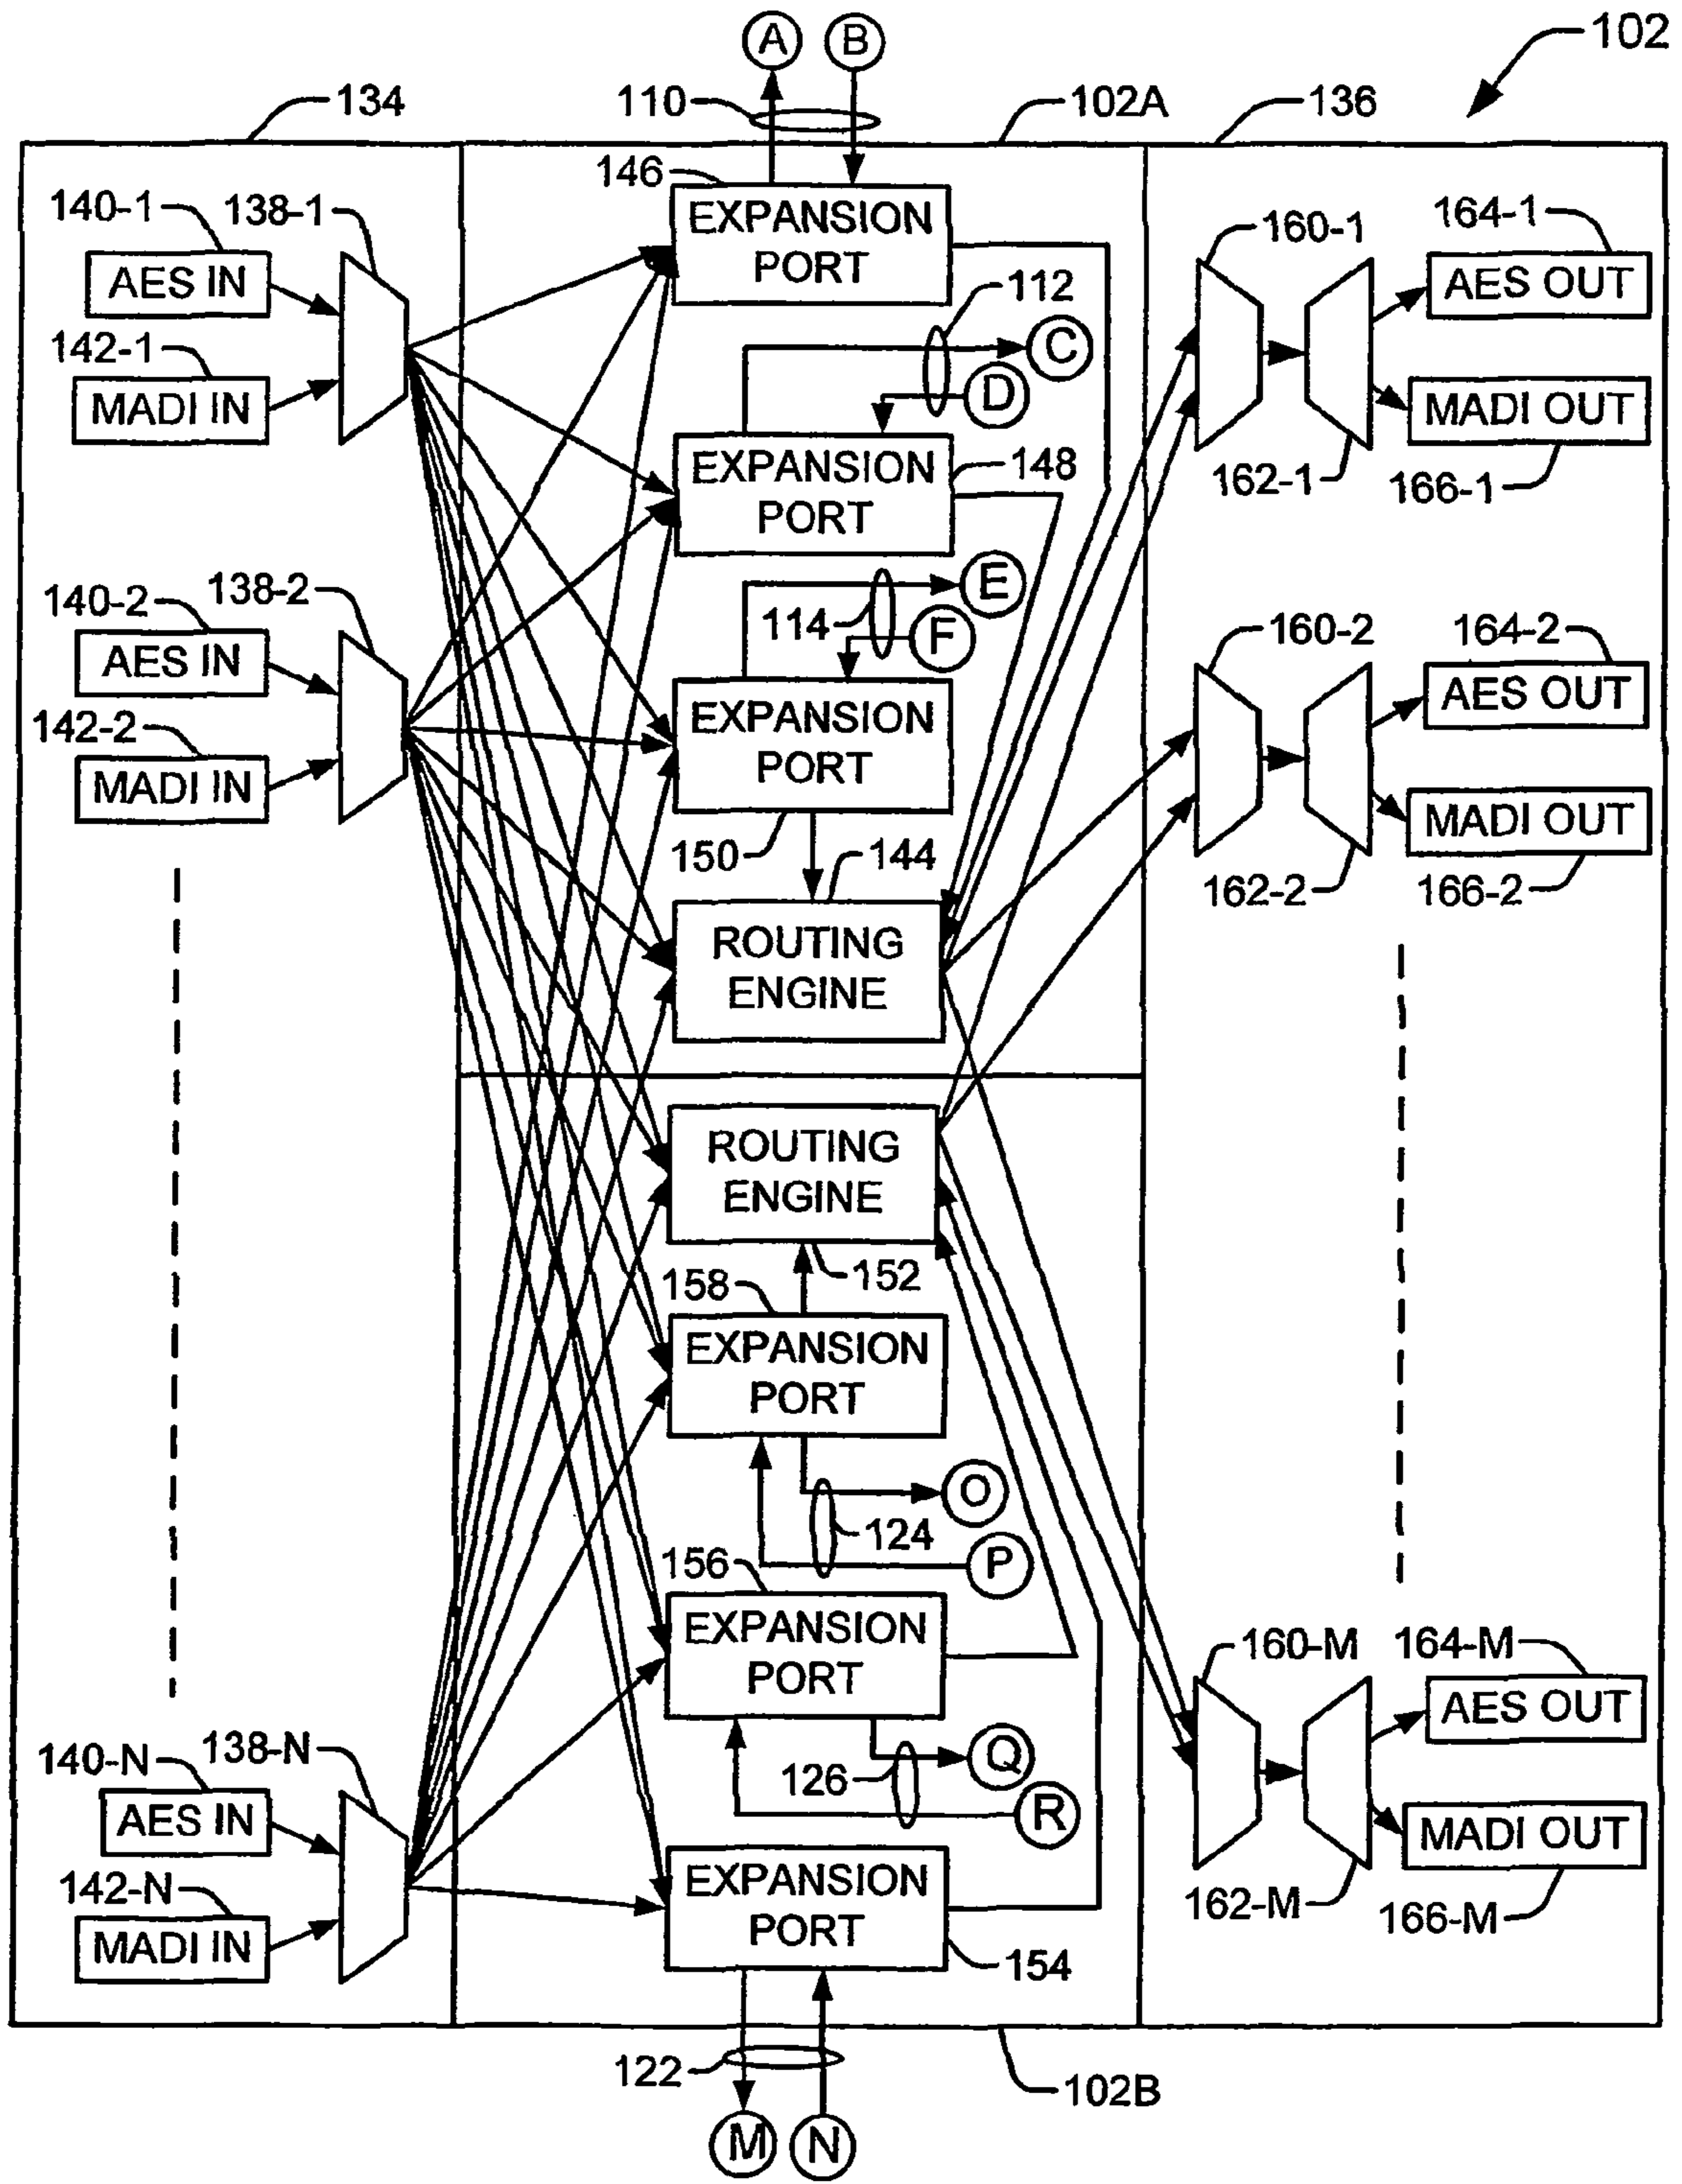 A B
102
134
110
102A
136
146
140-1
138-1
EXPANSION
PORT
160-1
164-1
AES IN
AES OUT
112
C
142-1
D
MADI IN
MADI OUT
EXPANSION
PORT
148
162-1
166-1
E
140-2
138-2
114
F
160-2
164-2
AES IN
AES OUT
EXPANSION
PORT
142-2
MADI IN
MADI OUT
150
144
162-2
166-2
ROUTING
ENGINE
ROUTING
ENGINE
152
158
EXPANSION
PORT
O
124
P
156
EXPANSION
PORT
160-M
164-M
AES OUT
140-N
138-N
Q
126
R
AES IN
MADI OUT
EXPANSION
PORT
142-N
162-M
166-M
MADI IN
154
122
102B
M N